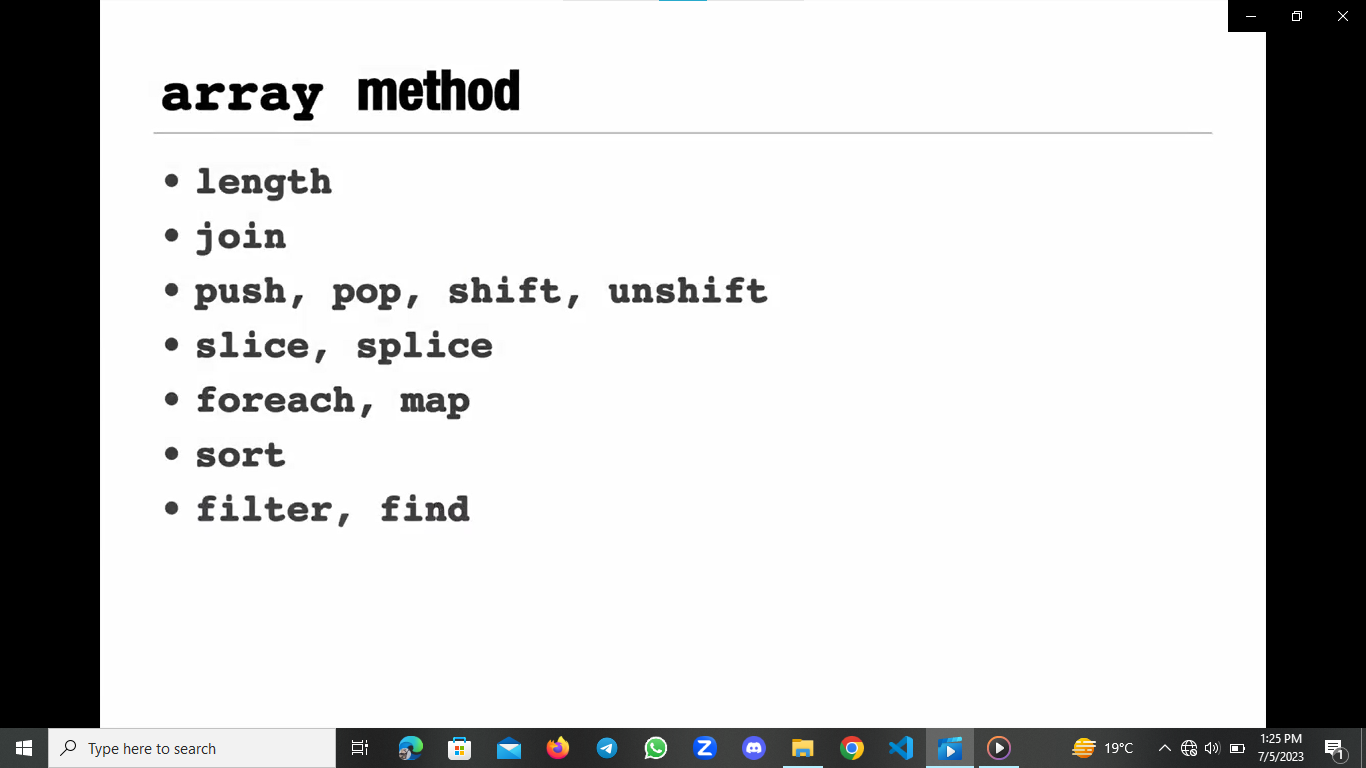 array method
• length
• join
• push, pop, shift, unshift
• slice, splice
• foreach, map
• sort
• filter, find
Type here to search
19°C
1:25 PM
7/5/2023
1